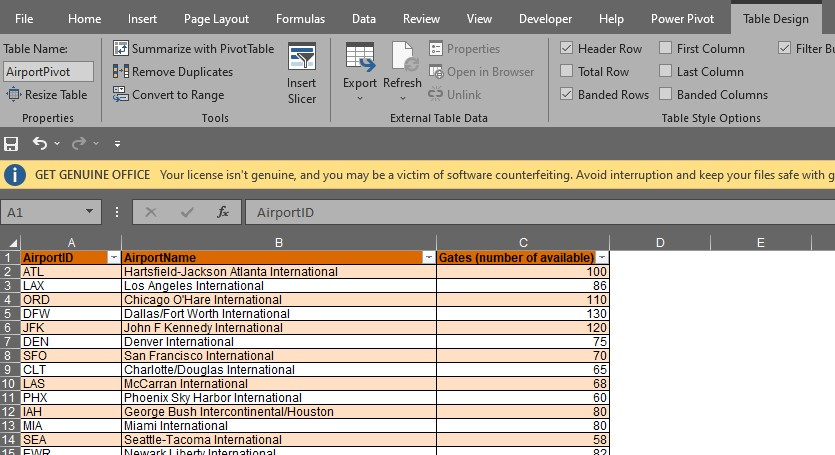 File Home Insert Page Layout Formulas Data Review View Developer Help Power Pivot Table Design
Table Name:
AirportPivot
Resize Table
Properties
Summarize with PivotTable
Remove Duplicates
Convert to Range
Tools
Insert
Slicer
Export Refresh
Properties
Open in Browser
Unlink
External Table Data
Header Row First Column Filter Bu
Total Row Last Column
Banded Rows Banded Columns
Table Style Options
GET GENUINE OFFICE Your license isn't genuine, and you may be a victim of software counterfeiting. Avoid interruption and keep your files safe with g
A1 fx AirportID
A B C D E
1 AirportID AirportName Gates (number of available)
2 ATL Hartsfield-Jackson Atlanta International 100
3 LAX Los Angeles International 86
4 ORD Chicago O'Hare International 110
5 DFW Dallas/Fort Worth International 130
6 JFK John F Kennedy International 120
7 DEN Denver International 75
8 SFO San Francisco International 70
9 CLT Charlotte/Douglas International 65
10 LAS McCarran International 68
11 PHX Phoenix Sky Harbor International 60
12 IAH George Bush Intercontinental/Houston 80
13 MIA Miami International 80
14 SEA Seattle-Tacoma International 58
15 EWR Newark Liberty International 82